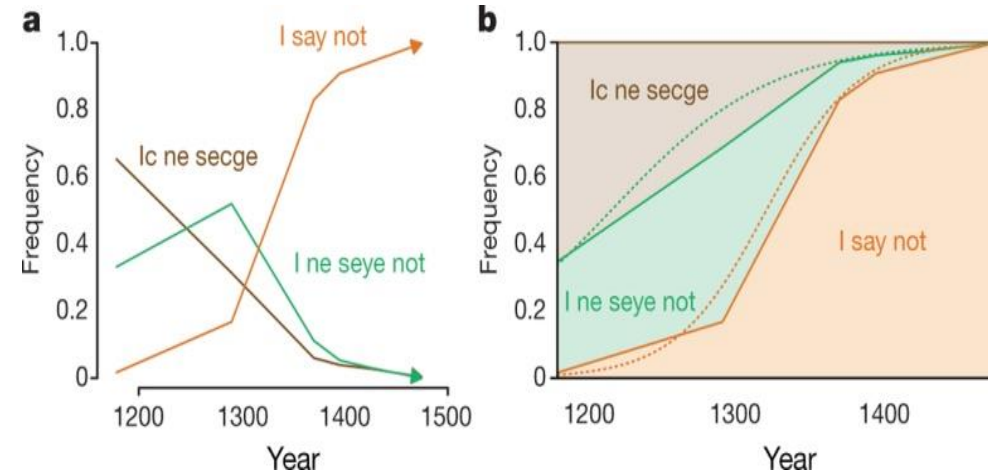 a
I say not
Ic ne secge
I ne seye not
Frequency
1.0
0.8
0.6
0.4
0.2
0
1200 1300 1400 1500
Year
b
Ic ne secge
I say not
I ne seye not
Frequency
1.0
0.8
0.6
0.4
0.2
0
1200 1300 1400
Year